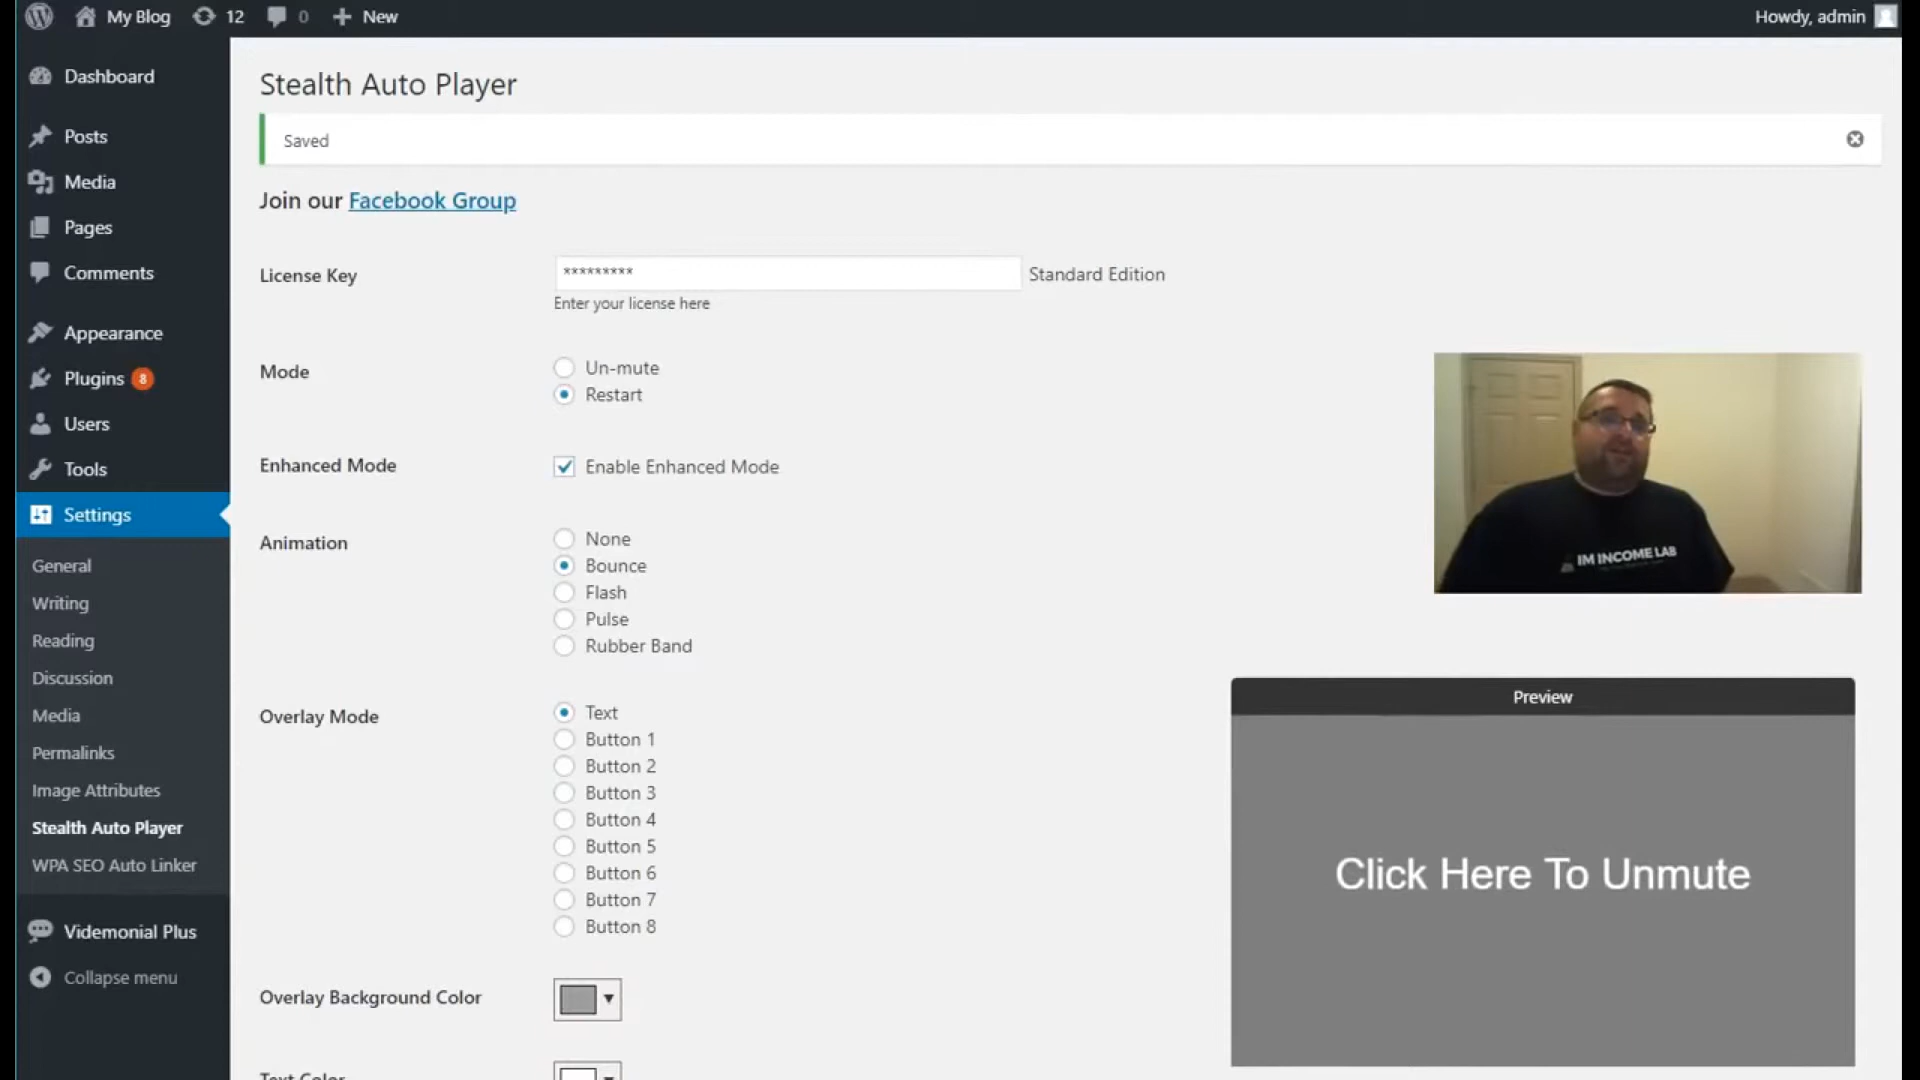 My Blog
12
0
New
Howdy, admin
Dashboard
Posts
Media
Pages
Comments
Appearance
Plugins 8
Users
Tools
Settings
General
Writing
Reading
Discussion
Media
Permalinks
Image Attributes
Stealth Auto Player
WPA SEO Auto Linker
Videmonial Plus
Collapse menu
Stealth Auto Player
Saved
Join our Facebook Group
License Key
*********
Standard Edition
Enter your license here
Mode
Un-mute
Restart
Enhanced Mode
Enable Enhanced Mode
Animation
None
Bounce
Flash
Pulse
Rubber Band
Overlay Mode
Text
Button 1
Button 2
Button 3
Button 4
Button 5
Button 6
Button 7
Button 8
Overlay Background Color
Text Color
IM INCOME LAB
Preview
Click Here To Unmute